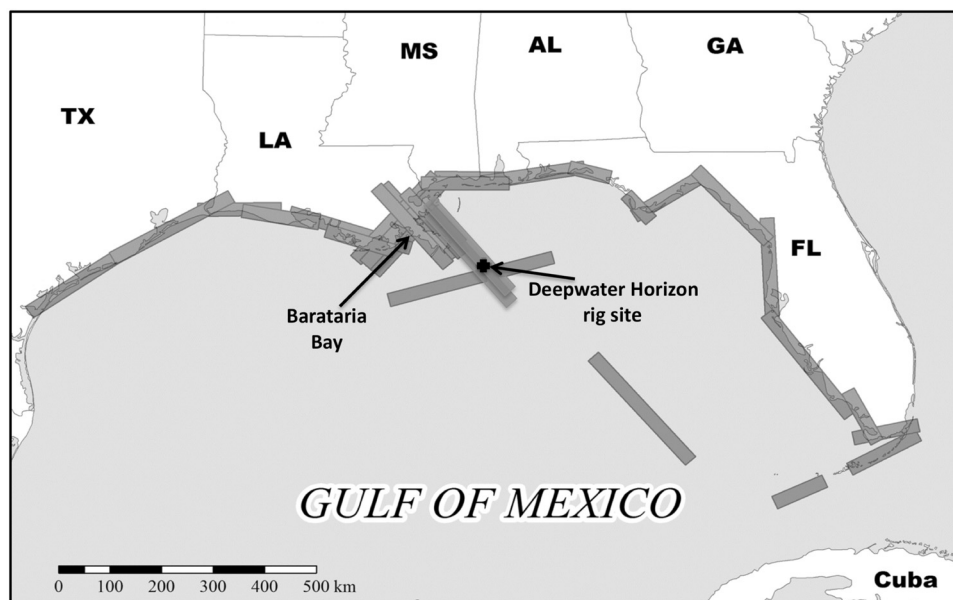 MS
AL
GA
TX
LA
FL
Barataria
Bay
Deepwater Horizon
rig site
GULF OF MEXICO
0 100 200 300 400 500 km
Cuba